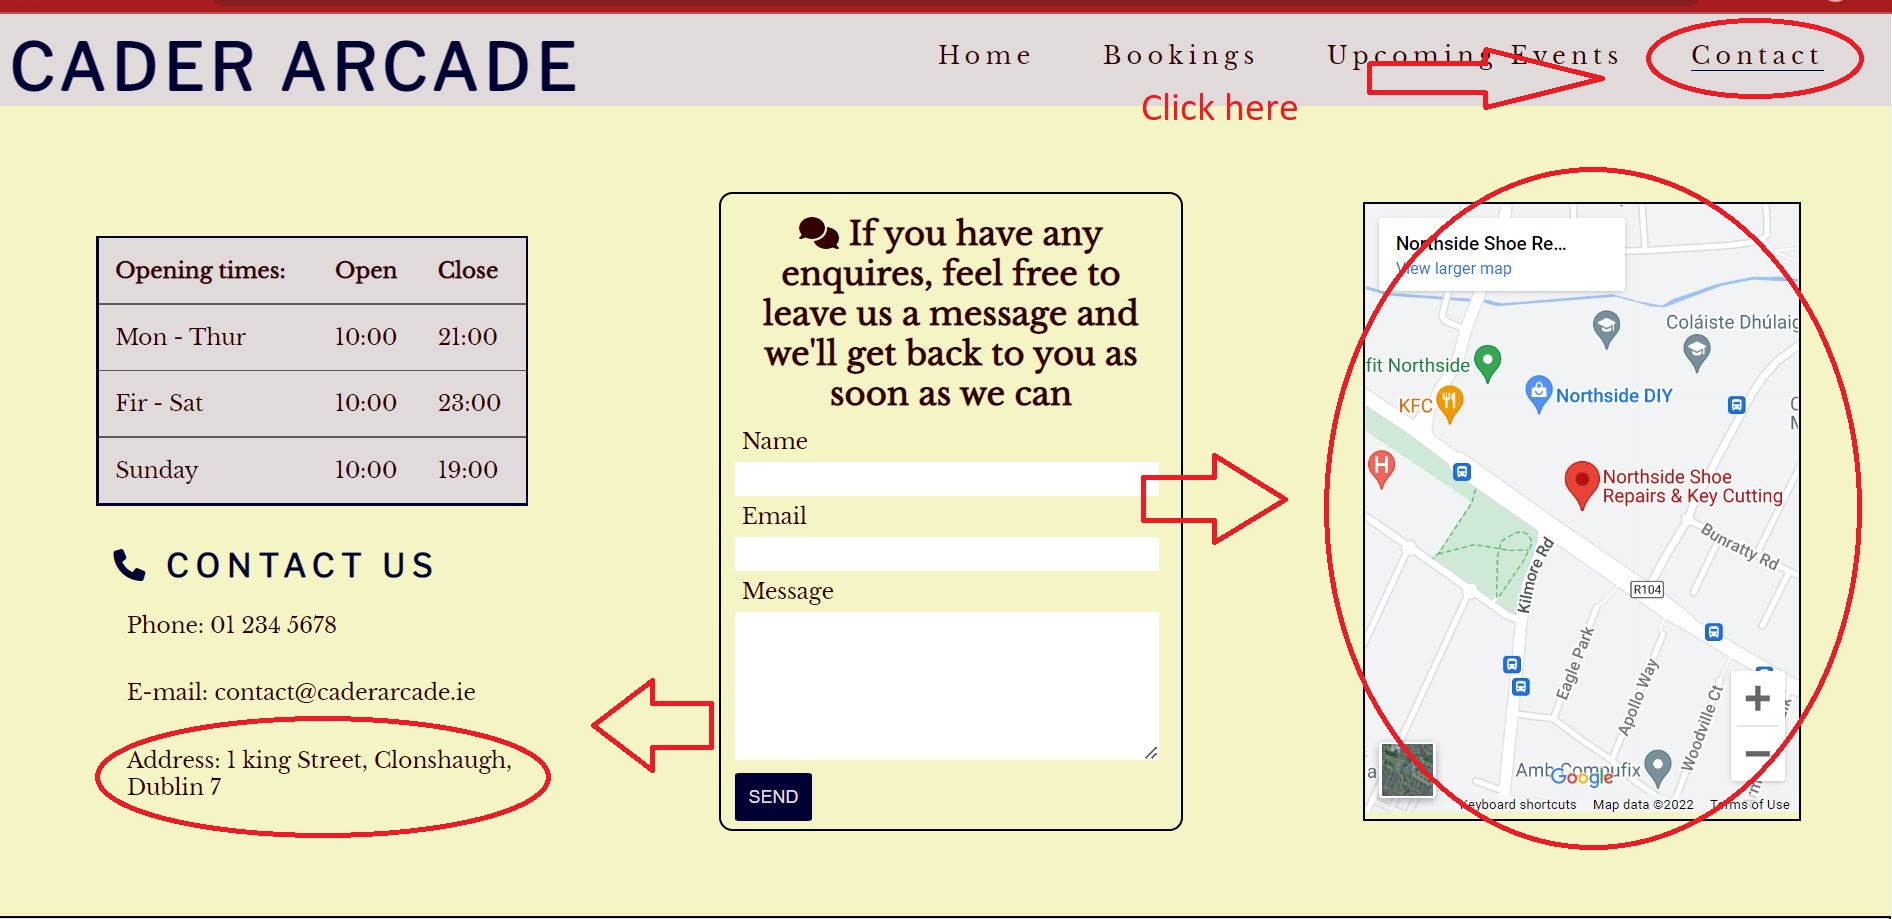 CADER ARCADE
Home Bookings Upcoming Events Contact
Click here
Opening times: Open Close
Mon - Thur 10:00 21:00
Fir - Sat 10:00 23:00
Sunday 10:00 19:00
CONTACT US
Phone: 01 234 5678
E-mail: contact@caderarcade.ie
Address: 1 king Street, Clonshaugh,
Dublin 7
If you have any
enquires, feel free to
leave us a message and
we'll get back to you as
soon as we can
Name
Email
Message
SEND
Northside Shoe Re...
View larger map
Coláiste Dhúlaig
fit Northside
KFC
Northside DIY
H
Northside Shoe
Repairs & Key Cutting
Bunratty Rd
Kilmore Rd
R104
Eagle Park
Apollo Way
Woodville Ct
Amb Compufix
Google
Keyboard shortcuts Map data ©2022 Terms of Use